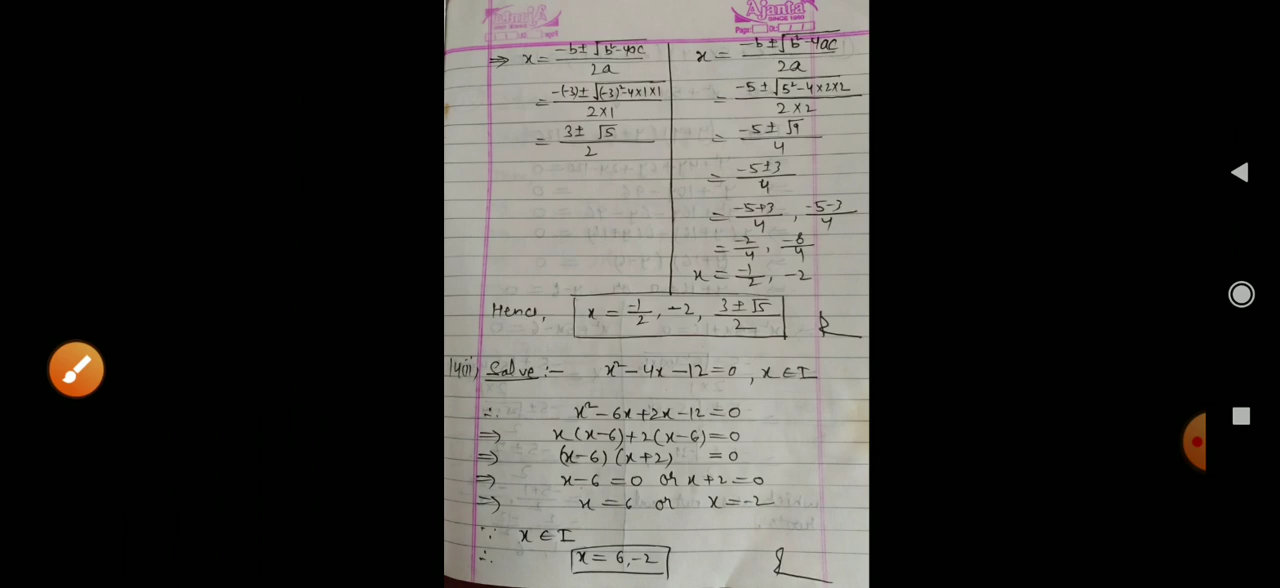 Ajanta
SINCE 1960
Page:
⇒ x = -b ± √b²-4ac / 2a
= -(-3) ± √(-3)²-4×1×1 / 2×1
= 3 ± √5 / 2
x = -b ± √b²-4ac / 2a
= -5 ± √5²-4×2×2 / 2×2
= -5 ± √9 / 4
= -5±3 / 4
= -5+3 / 4 , -5-3 / 4
= -2/4 , -8/4
x = -1/2 , -2
Hence, x = -1/2 , -2, 3 ± √5 / 2
14(i) Solve :- x²-4x-12=0 , x ∈ I
∴ x²-6x+2x-12=0
⇒ x(x-6)+2(x-6)=0
⇒ (x-6)(x+2) =0
⇒ x-6=0 or x+2=0
⇒ x=6 or x=-2
∵ x ∈ I
∴ x = 6,-2